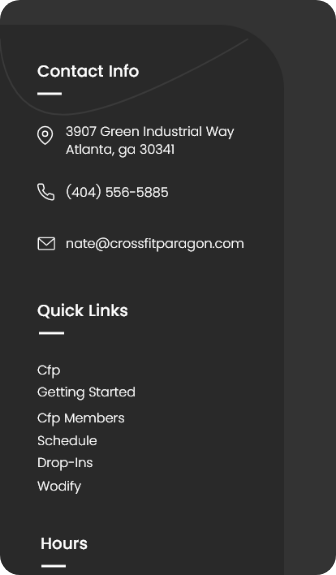 Contact Info
3907 Green Industrial Way
Atlanta, ga 30341
(404) 556-5885
nate@crossfitparagon.com
Quick Links
Cfp
Getting Started
Cfp Members
Schedule
Drop-Ins
Wodify
Hours